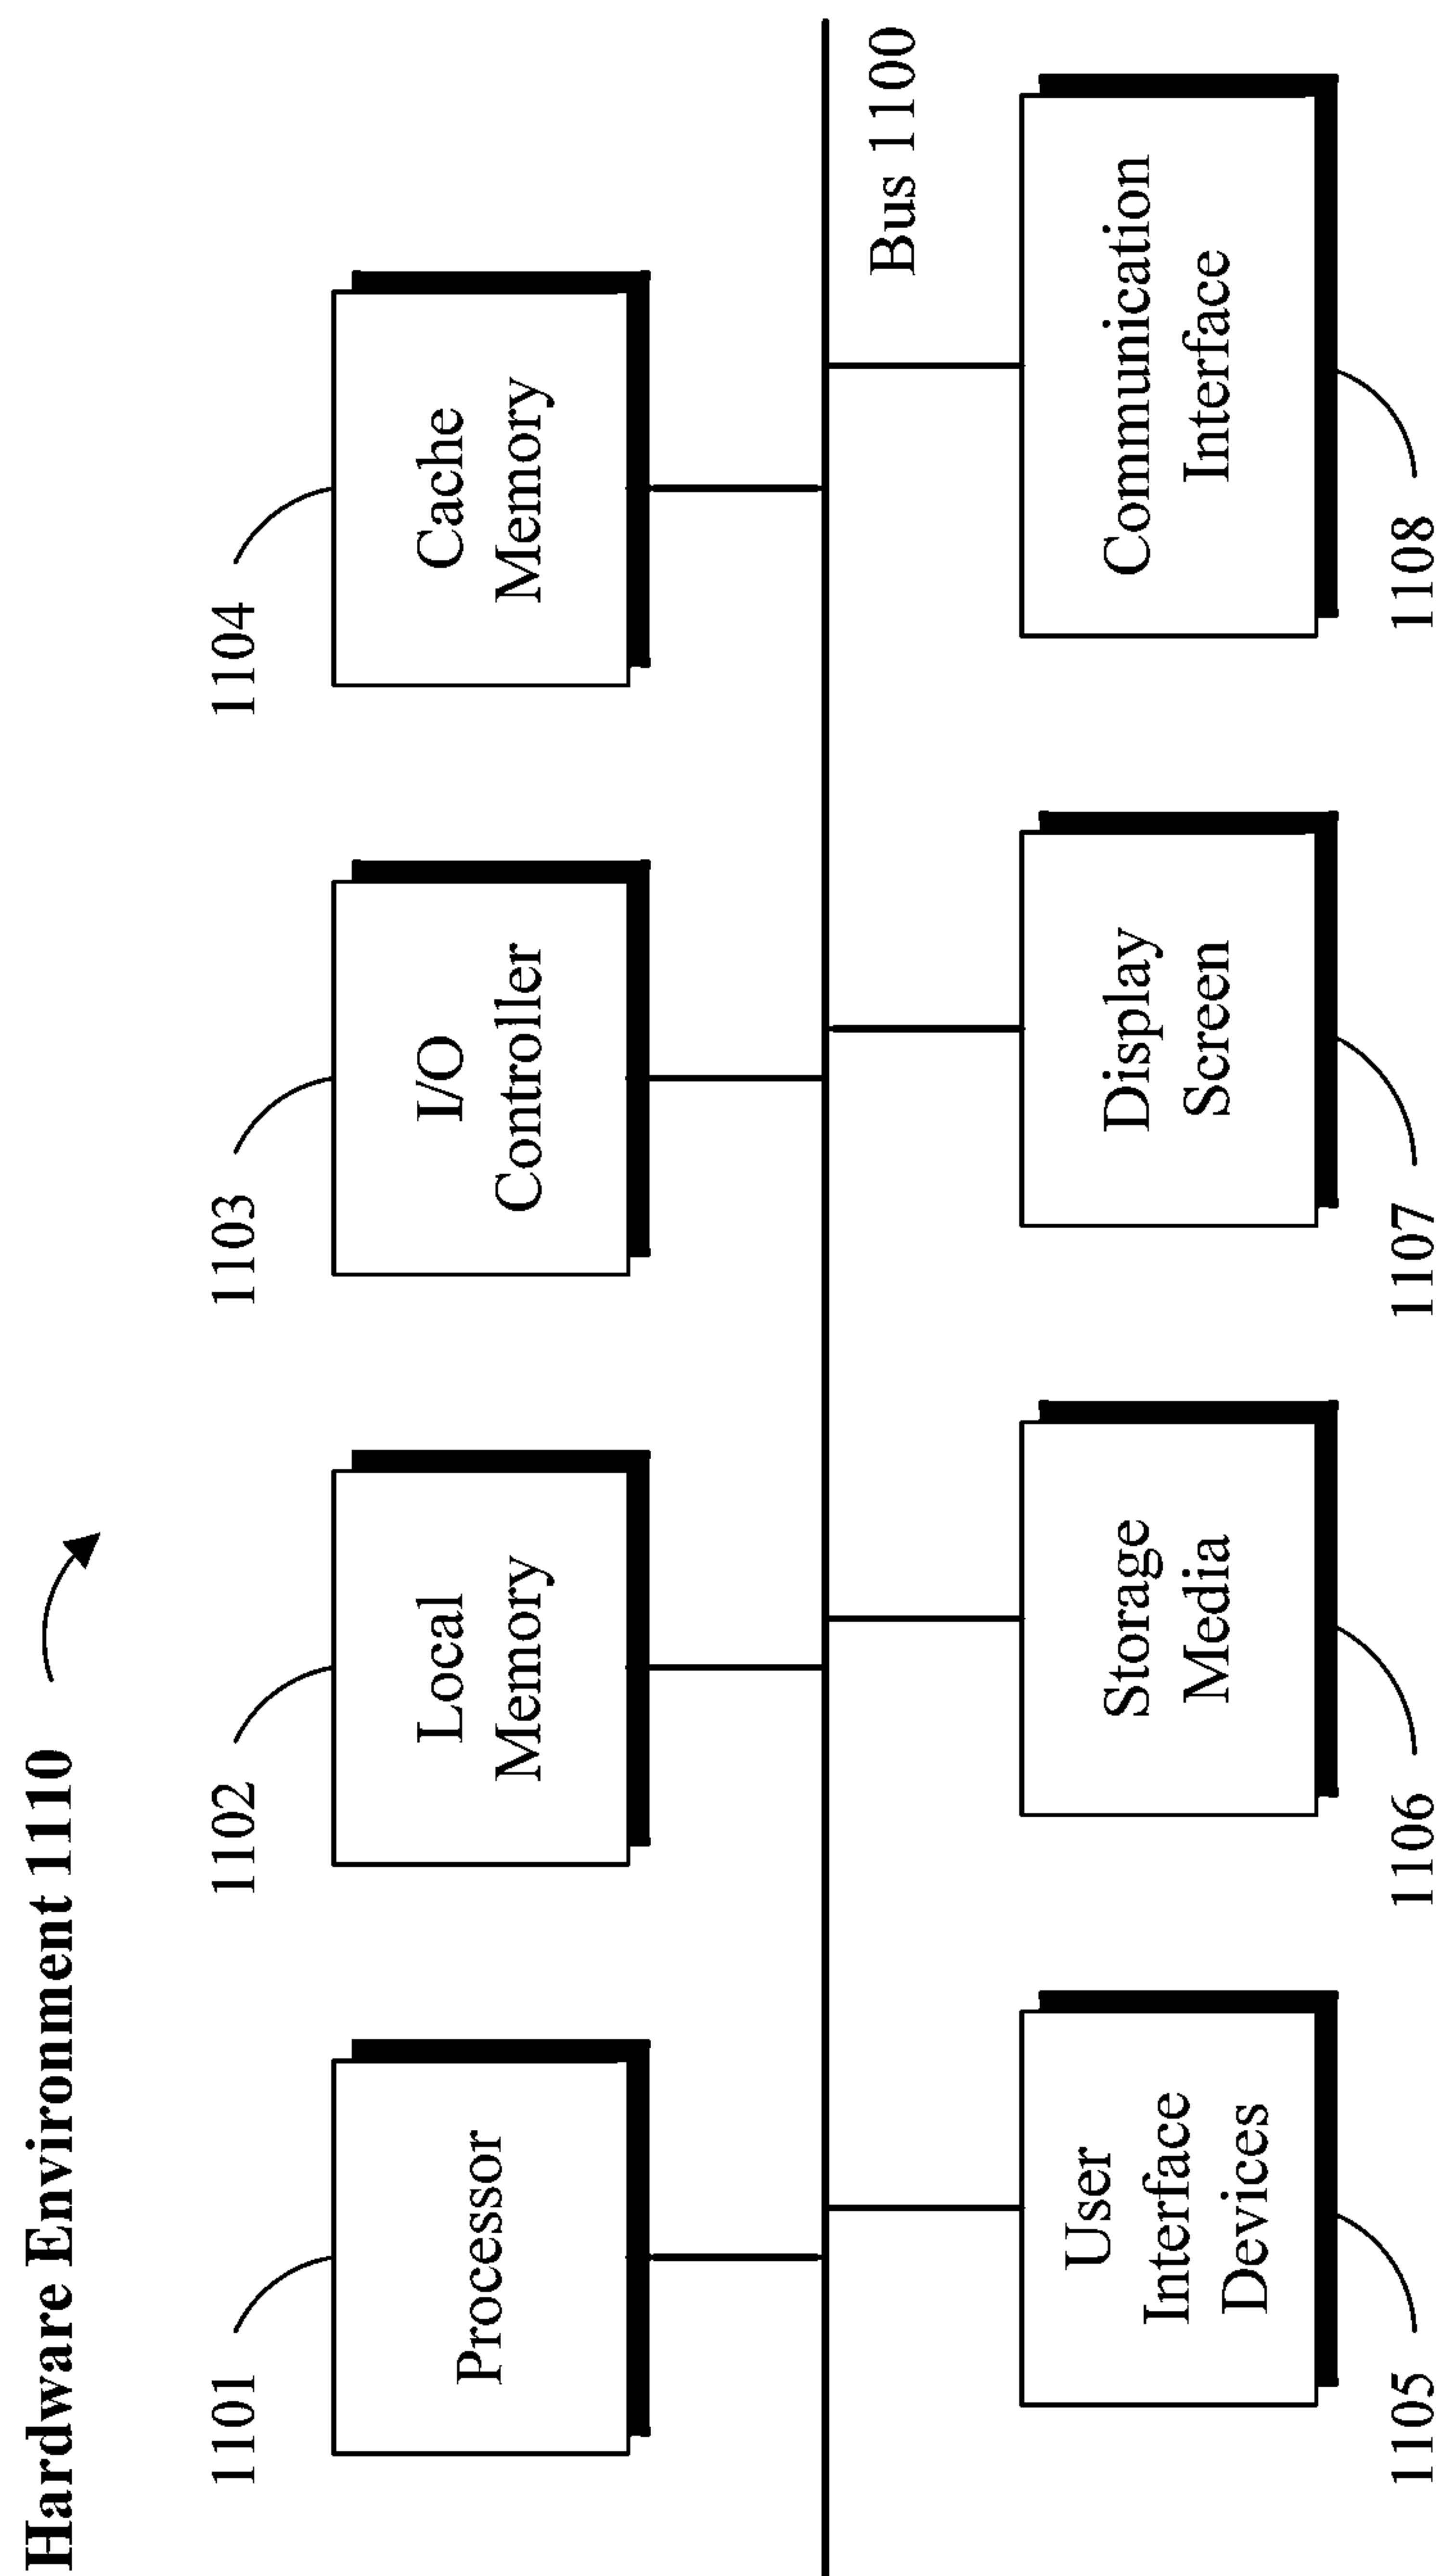 Hardware Environment 1110
1101
1102
1103
1104
Processor
Local
Memory
I/O
Controller
Cache
Memory
Bus 1100
User
Interface
Devices
Storage
Media
Display
Screen
Communication
Interface
1105
1106
1107
1108